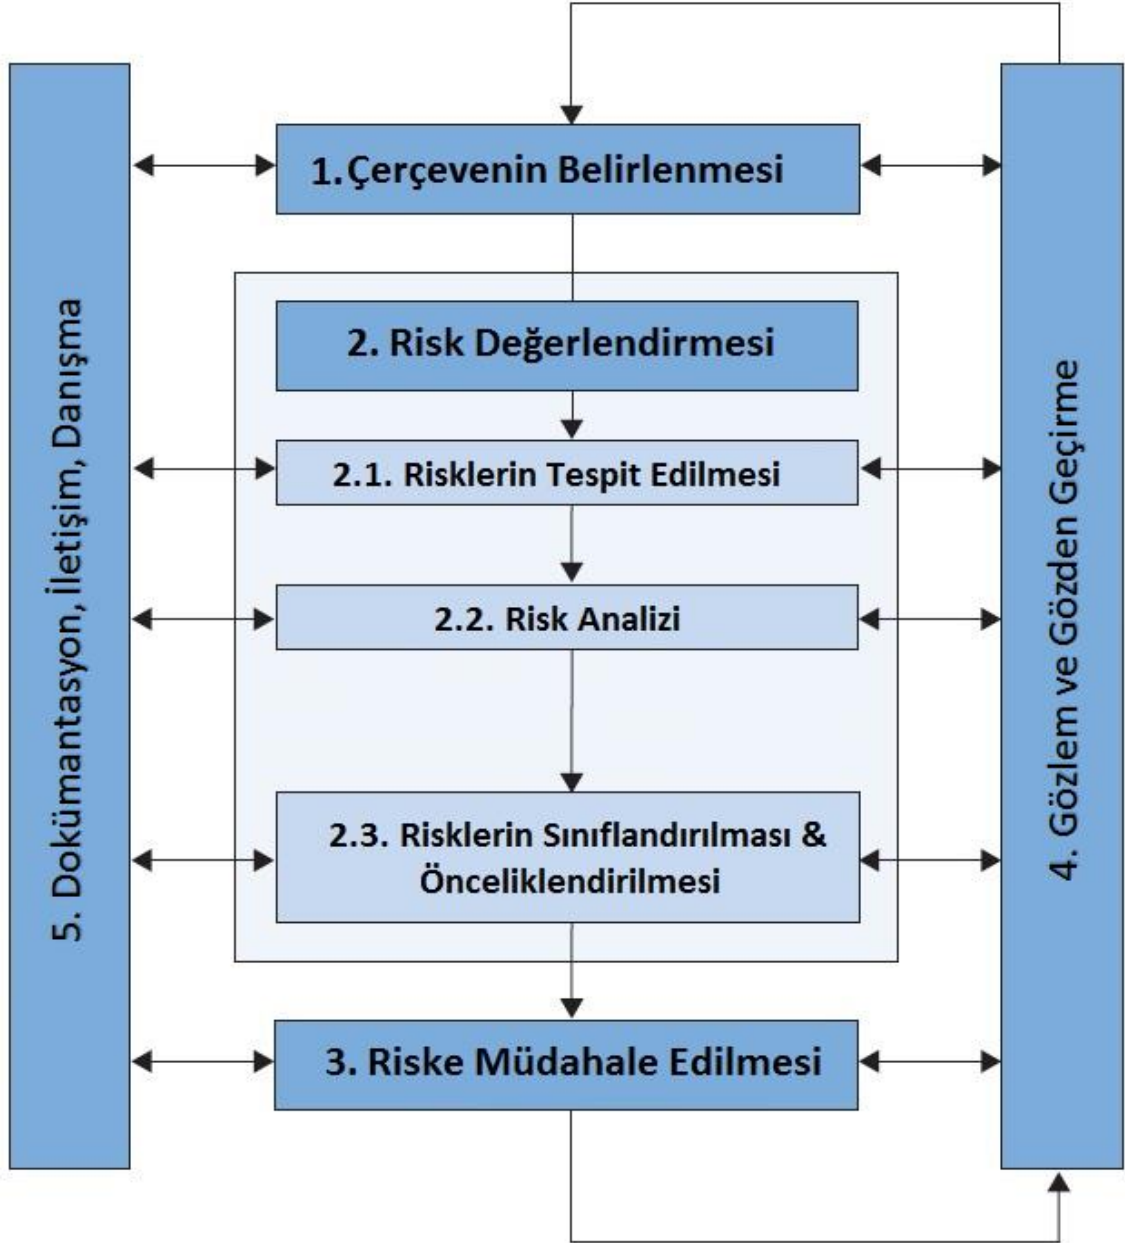 1.Çerçevenin Belirlenmesi
2. Risk Değerlendirmesi
2.1. Risklerin Tespit Edilmesi
2.2. Risk Analizi
2.3. Risklerin Sınıflandırılması &
Önceliklendirilmesi
3. Riske Müdahale Edilmesi
4. Gözlem ve Gözden Geçirme
5. Dokümantasyon, İletişim, Danışma